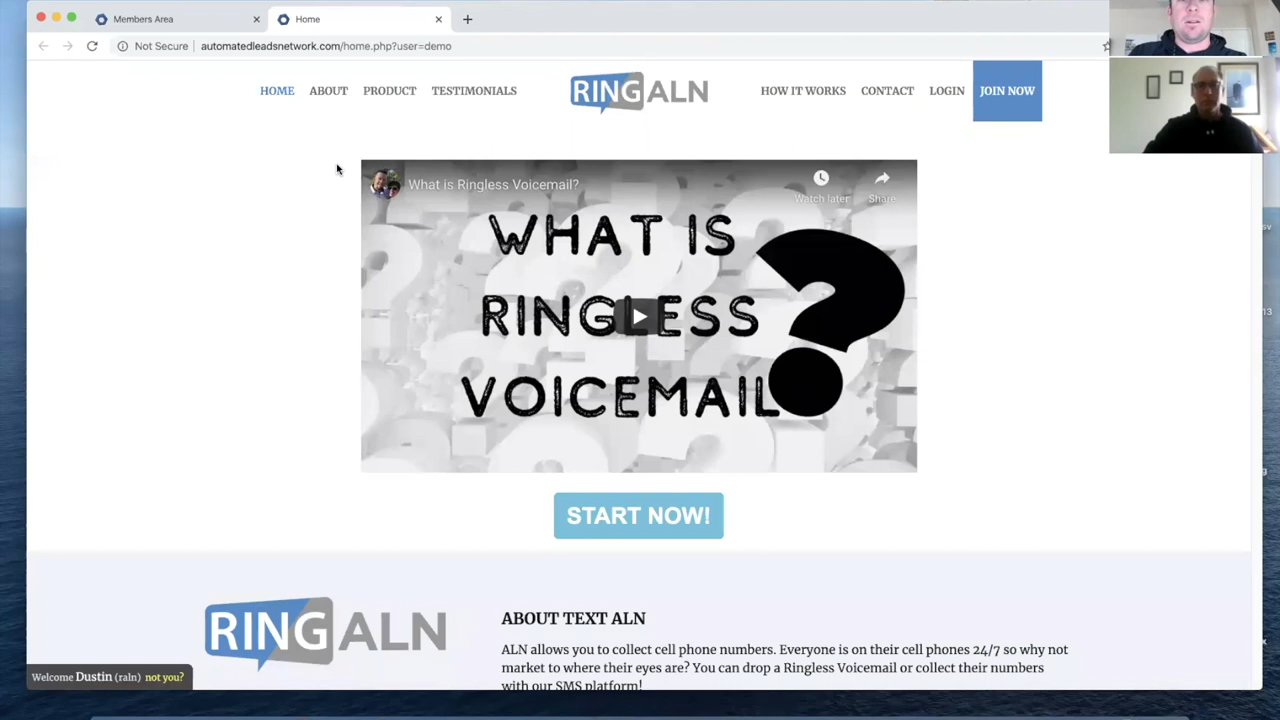 Members Area
Home
Not Secure
automatedleadsnetwork.com/home.php?user=demo
HOME
ABOUT
PRODUCT
TESTIMONIALS
RINGALN
HOW IT WORKS
CONTACT
LOGIN
JOIN NOW
What is Ringless Voicemail?
Watch later
Share
WHAT IS
RINGLESS
VOICEMAIL?
START NOW!
RINGALN
ABOUT TEXT ALN
ALN allows you to collect cell phone numbers. Everyone is on their cell phones 24/7 so why not
market to where their eyes are? You can drop a Ringless Voicemail or collect their numbers
with our SMS platform!
Welcome Dustin (raln) not you?
sv
13